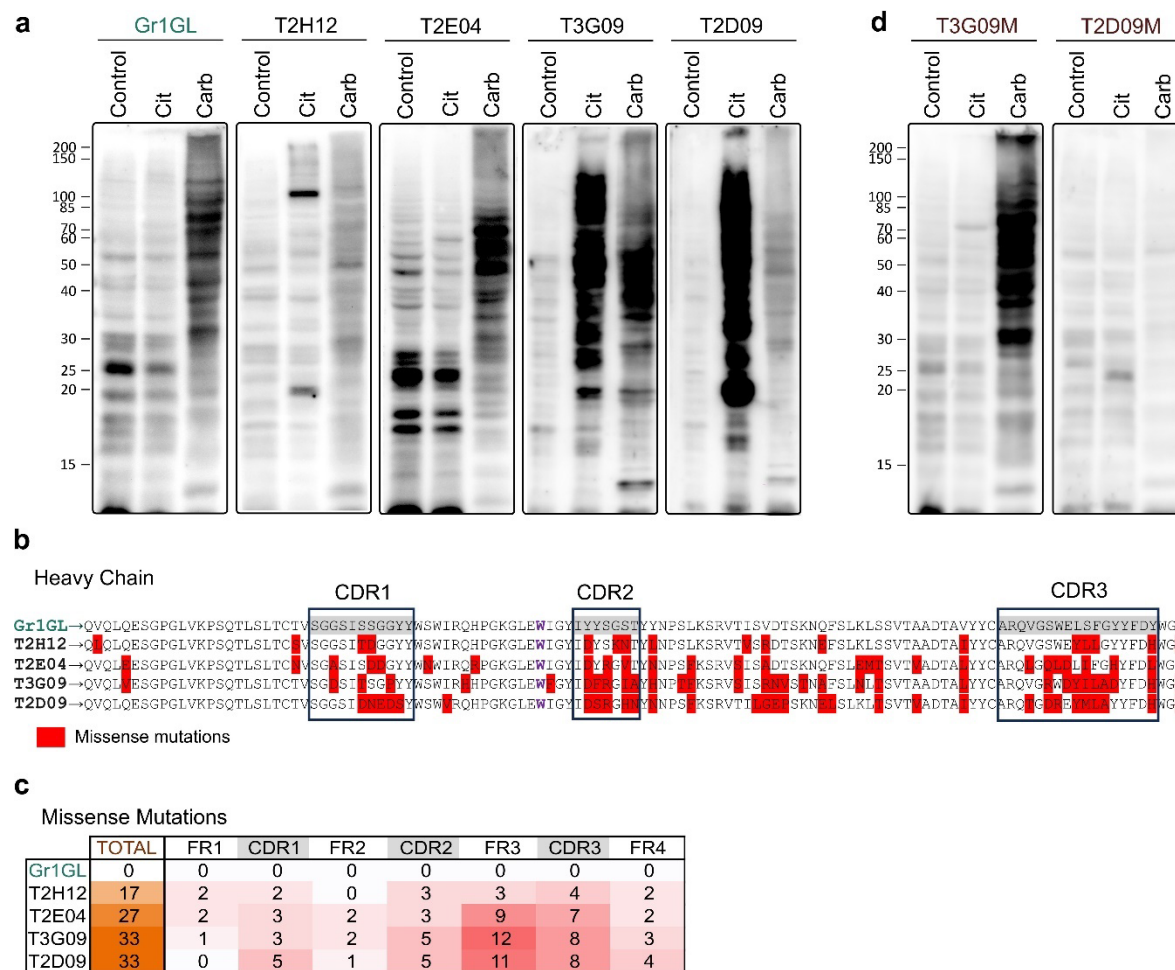 a
d
Gr1GL
T2H12
T2E04
T3G09
T2D09
T3G09M
T2D09M
Control
Cit
Carb
Control
Cit
Carb
Control
Cit
Carb
Control
Cit
Carb
Control
Cit
Carb
Control
Cit
Carb
Control
Cit
Carb
200
150
100
85
70
60
50
40
30
25
20
15
200
150
100
85
70
60
50
40
30
25
20
15
b
Heavy Chain
CDR1
CDR2
CDR3
Gr1GL→QVQLQESGPGLVKPSQTLSLTCTVSGGSISSGGYYWSWIRQHPGKGLEWIGYIYYSGSTYYNPSLKSRVTISVDTSKNQFSLKLSSVTAADTAVYYCARQVGSWELSFGYYFDYWG
T2H12→QLQLQESGPGLVKPSQTLSLTCNVSGGSITDGGYYWSWIRQHPGKGLEWIGYIDYSKNTYYNPSLKSRVTVSRDTSKNHFSLKLSSVTAADTAIYYCARQVGSWEYLLGYYFDHWG
T2E04→QVQLEESGPGLVKPSQTLSLTCNVSGASISDDGYYWNWIRQRPGKGLEWIGYIDYRGVTYYNPSFKSRVSISADTSKNQFSLEMTSVTVADTAVYYCARQLGQLDLIFGHYFDLWG
T3G09→QVQLEESGPGLVKPSQTLSLTCTVSGGSITSGEYYWSWIRHHPGKGLEWFGYIDFRGIAYHNPTFKSRVSISRNVSTNAFSLNLTSVTAADTAIYYCARQVGRWDYILADYFDHWG
T2D09→QVQLQESGPGLVKPSQTLSLTCTVSGGSIDNEDSYWSWVRQHPGKGLEWIGYIDSRGHNYNNPSFKSRVTILGEPSKNELSLKLTSVTVADTAIYYCARQTGDREYMLAYYFDHWG
Missense mutations
c
Missense Mutations
TOTAL FR1 CDR1 FR2 CDR2 FR3 CDR3 FR4
Gr1GL 0 0 0 0 0 0 0 0
T2H12 17 2 2 0 3 3 4 2
T2E04 27 2 3 2 3 9 7 2
T3G09 33 1 3 2 5 12 8 3
T2D09 33 0 5 1 5 11 8 4